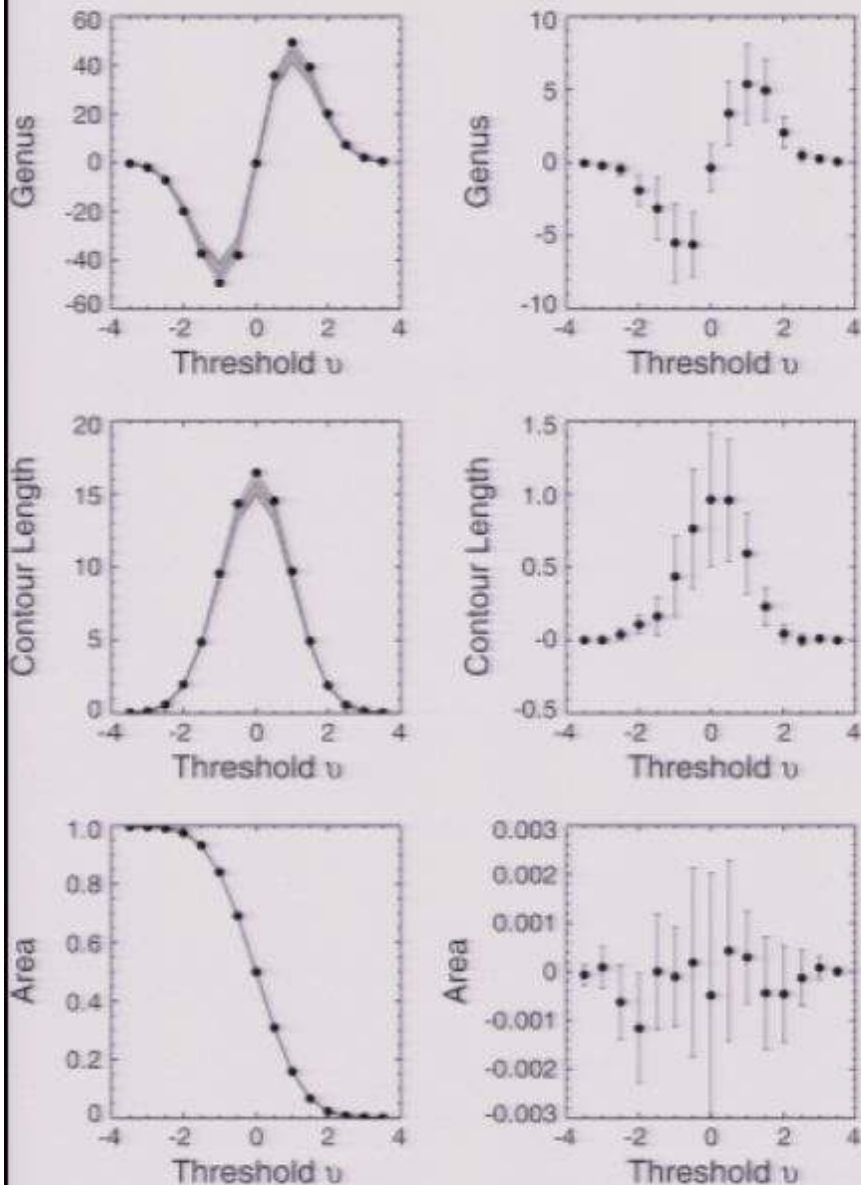 60
40
20
0
-20
-40
-60
Genus
-4 -2 0 2 4
Threshold υ
10
5
0
-5
-10
Genus
-4 -2 0 2 4
Threshold υ
20
15
10
5
0
Contour Length
-4 -2 0 2 4
Threshold υ
1.5
1.0
0.5
-0
-0.5
Contour Length
-4 -2 0 2 4
Threshold υ
1.0
0.8
0.6
0.4
0.2
0
Area
-4 -2 0 2 4
Threshold υ
0.003
0.002
0.001
0
-0.001
-0.002
-0.003
Area
-4 -2 0 2 4
Threshold υ